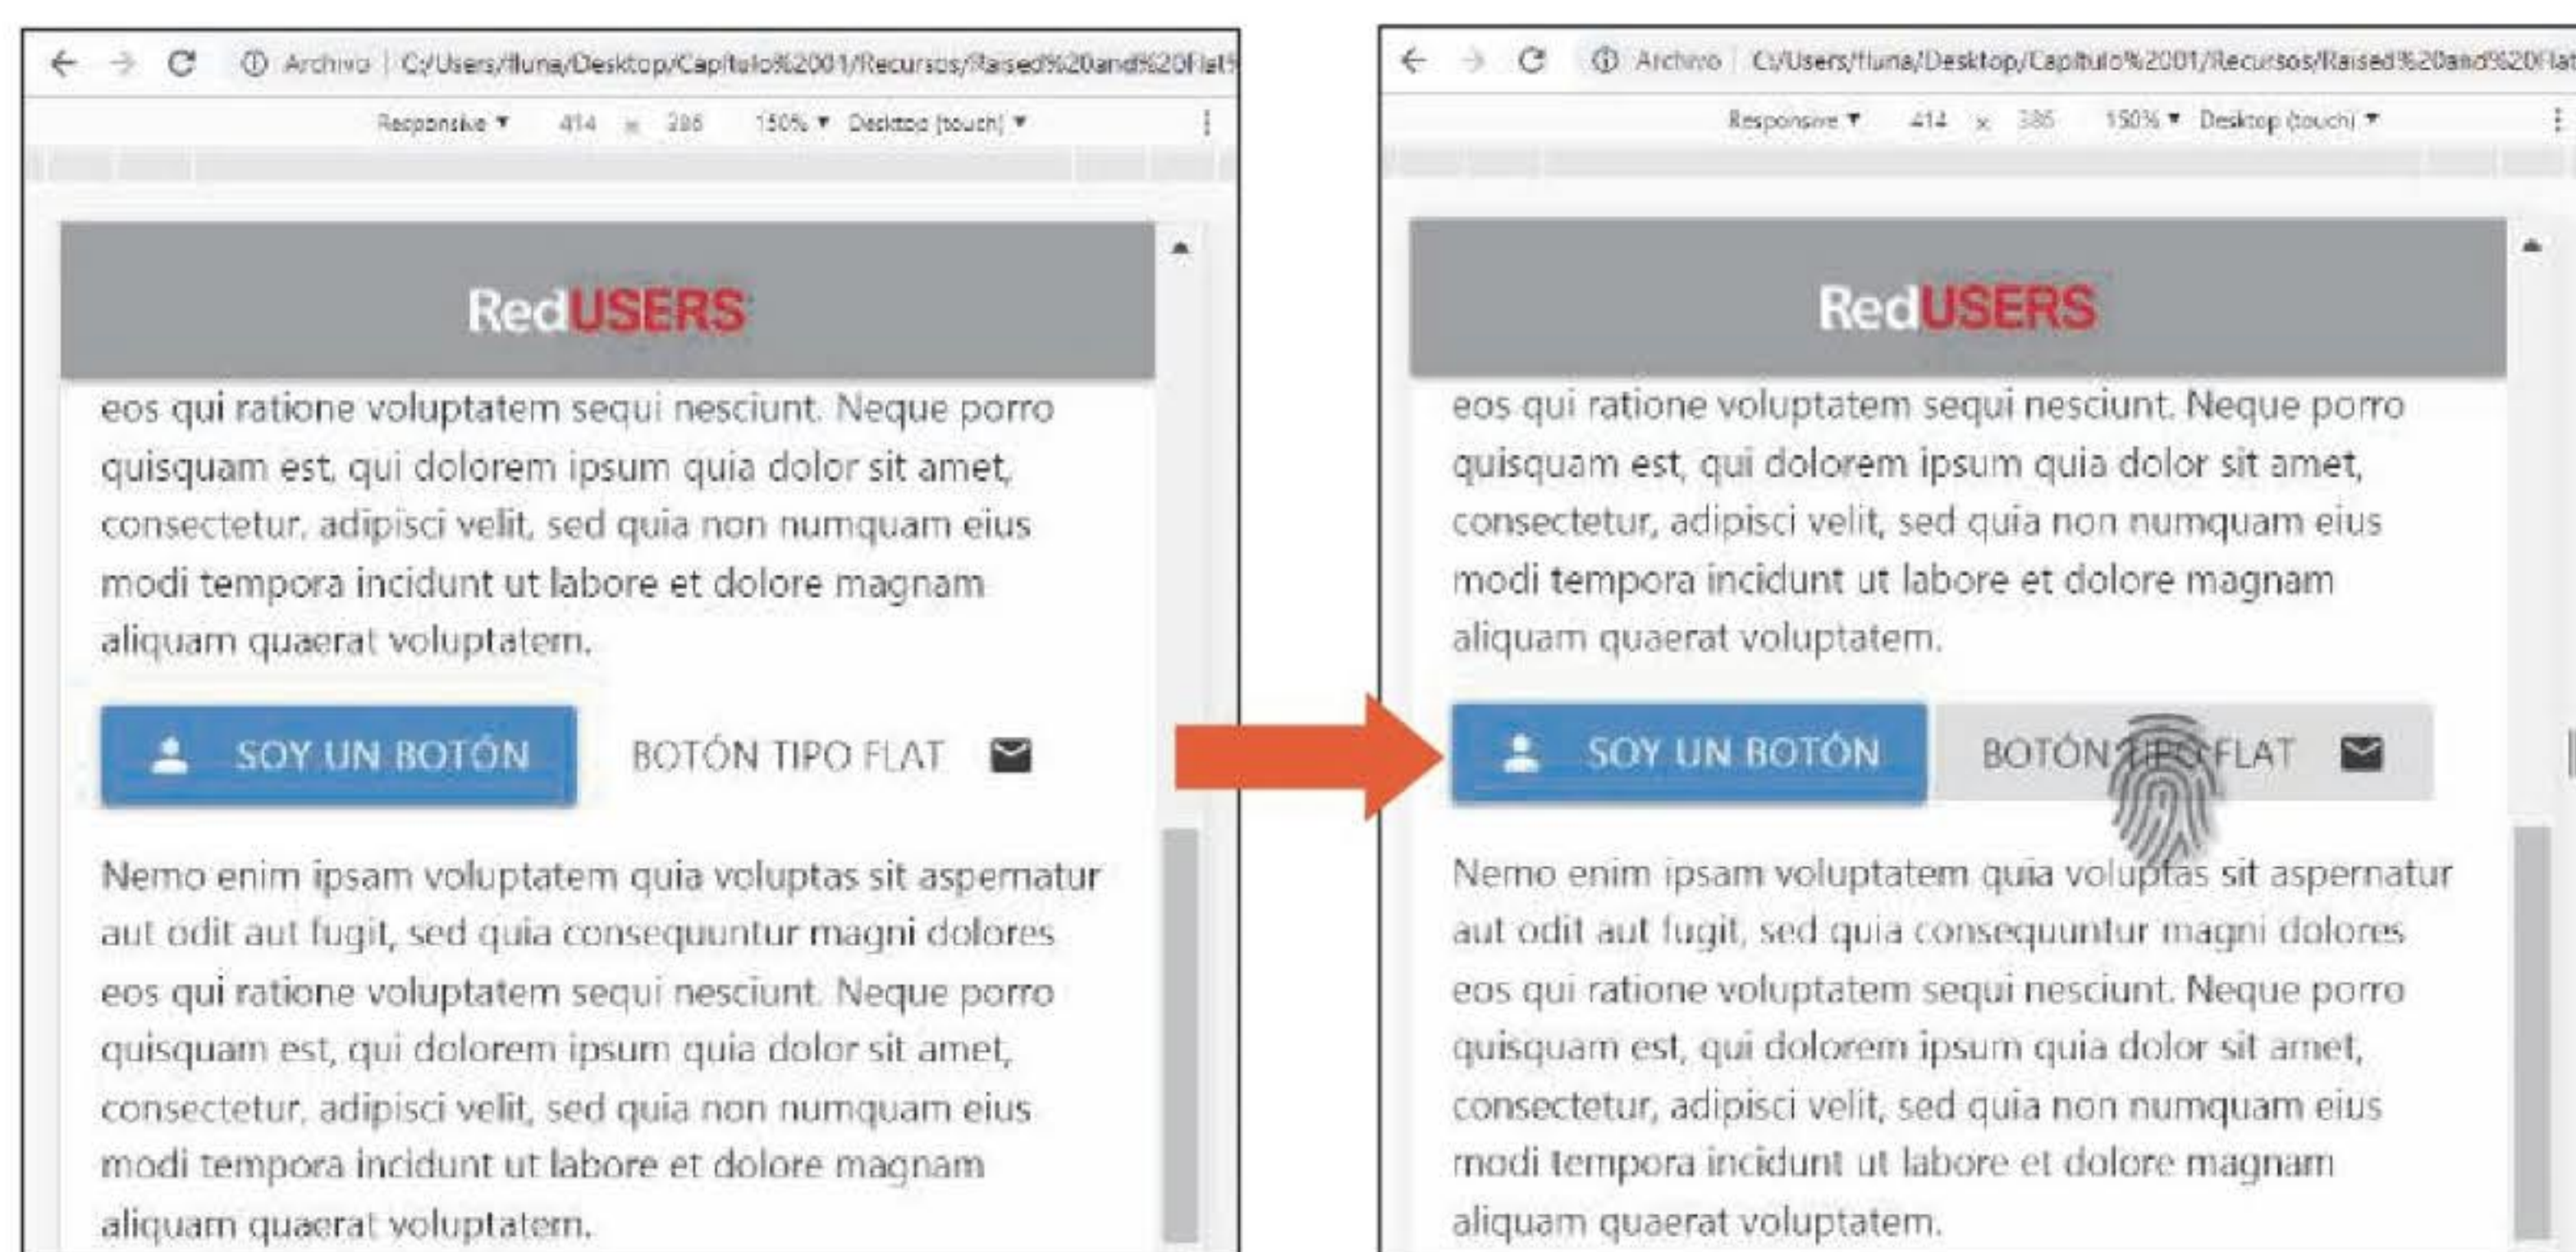 Archivo | C:/Users/fluna/Desktop/Capítulo%2001/Recursos/Raised%20and%20Flat%
Responsive ▼ 414 x 386 150% ▼ Desktop (touch) ▼
RedUSERS
eos qui ratione voluptatem sequi nesciunt. Neque porro
quisquam est, qui dolorem ipsum quia dolor sit amet,
consectetur, adipisci velit, sed quia non numquam eius
modi tempora incidunt ut labore et dolore magnam
aliquam quaerat voluptatem.
SOY UN BOTÓN BOTÓN TIPO FLAT
Nemo enim ipsam voluptatem quia voluptas sit aspernatur
aut odit aut fugit, sed quia consequuntur magni dolores
eos qui ratione voluptatem sequi nesciunt. Neque porro
quisquam est, qui dolorem ipsum quia dolor sit amet,
consectetur, adipisci velit, sed quia non numquam eius
modi tempora incidunt ut labore et dolore magnam
aliquam quaerat voluptatem.
Archivo | C:/Users/fluna/Desktop/Capítulo%2001/Recursos/Raised%20and%20Flat
Responsive ▼ 414 x 386 150% ▼ Desktop (touch) ▼
RedUSERS
eos qui ratione voluptatem sequi nesciunt. Neque porro
quisquam est, qui dolorem ipsum quia dolor sit amet,
consectetur, adipisci velit, sed quia non numquam eius
modi tempora incidunt ut labore et dolore magnam
aliquam quaerat voluptatem.
SOY UN BOTÓN BOTÓN TIPO FLAT
Nemo enim ipsam voluptatem quia voluptas sit aspernatur
aut odit aut fugit, sed quia consequuntur magni dolores
eos qui ratione voluptatem sequi nesciunt. Neque porro
quisquam est, qui dolorem ipsum quia dolor sit amet,
consectetur, adipisci velit, sed quia non numquam eius
modi tempora incidunt ut labore et dolore magnam
aliquam quaerat voluptatem.